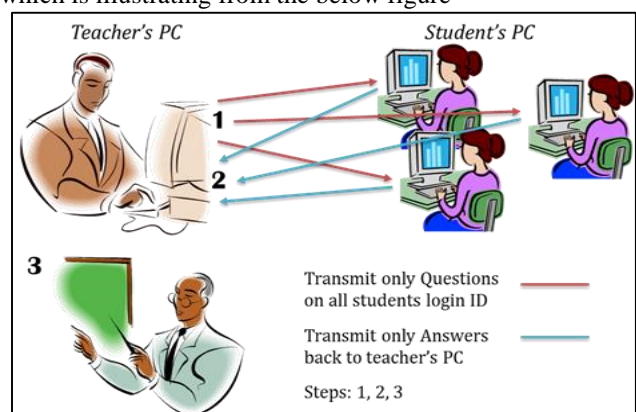 which is illustrating from the below figure
Teacher's PC
Student's PC
1
2
3
Transmit only Questions
on all students login ID
Transmit only Answers
back to teacher's PC
Steps: 1, 2, 3